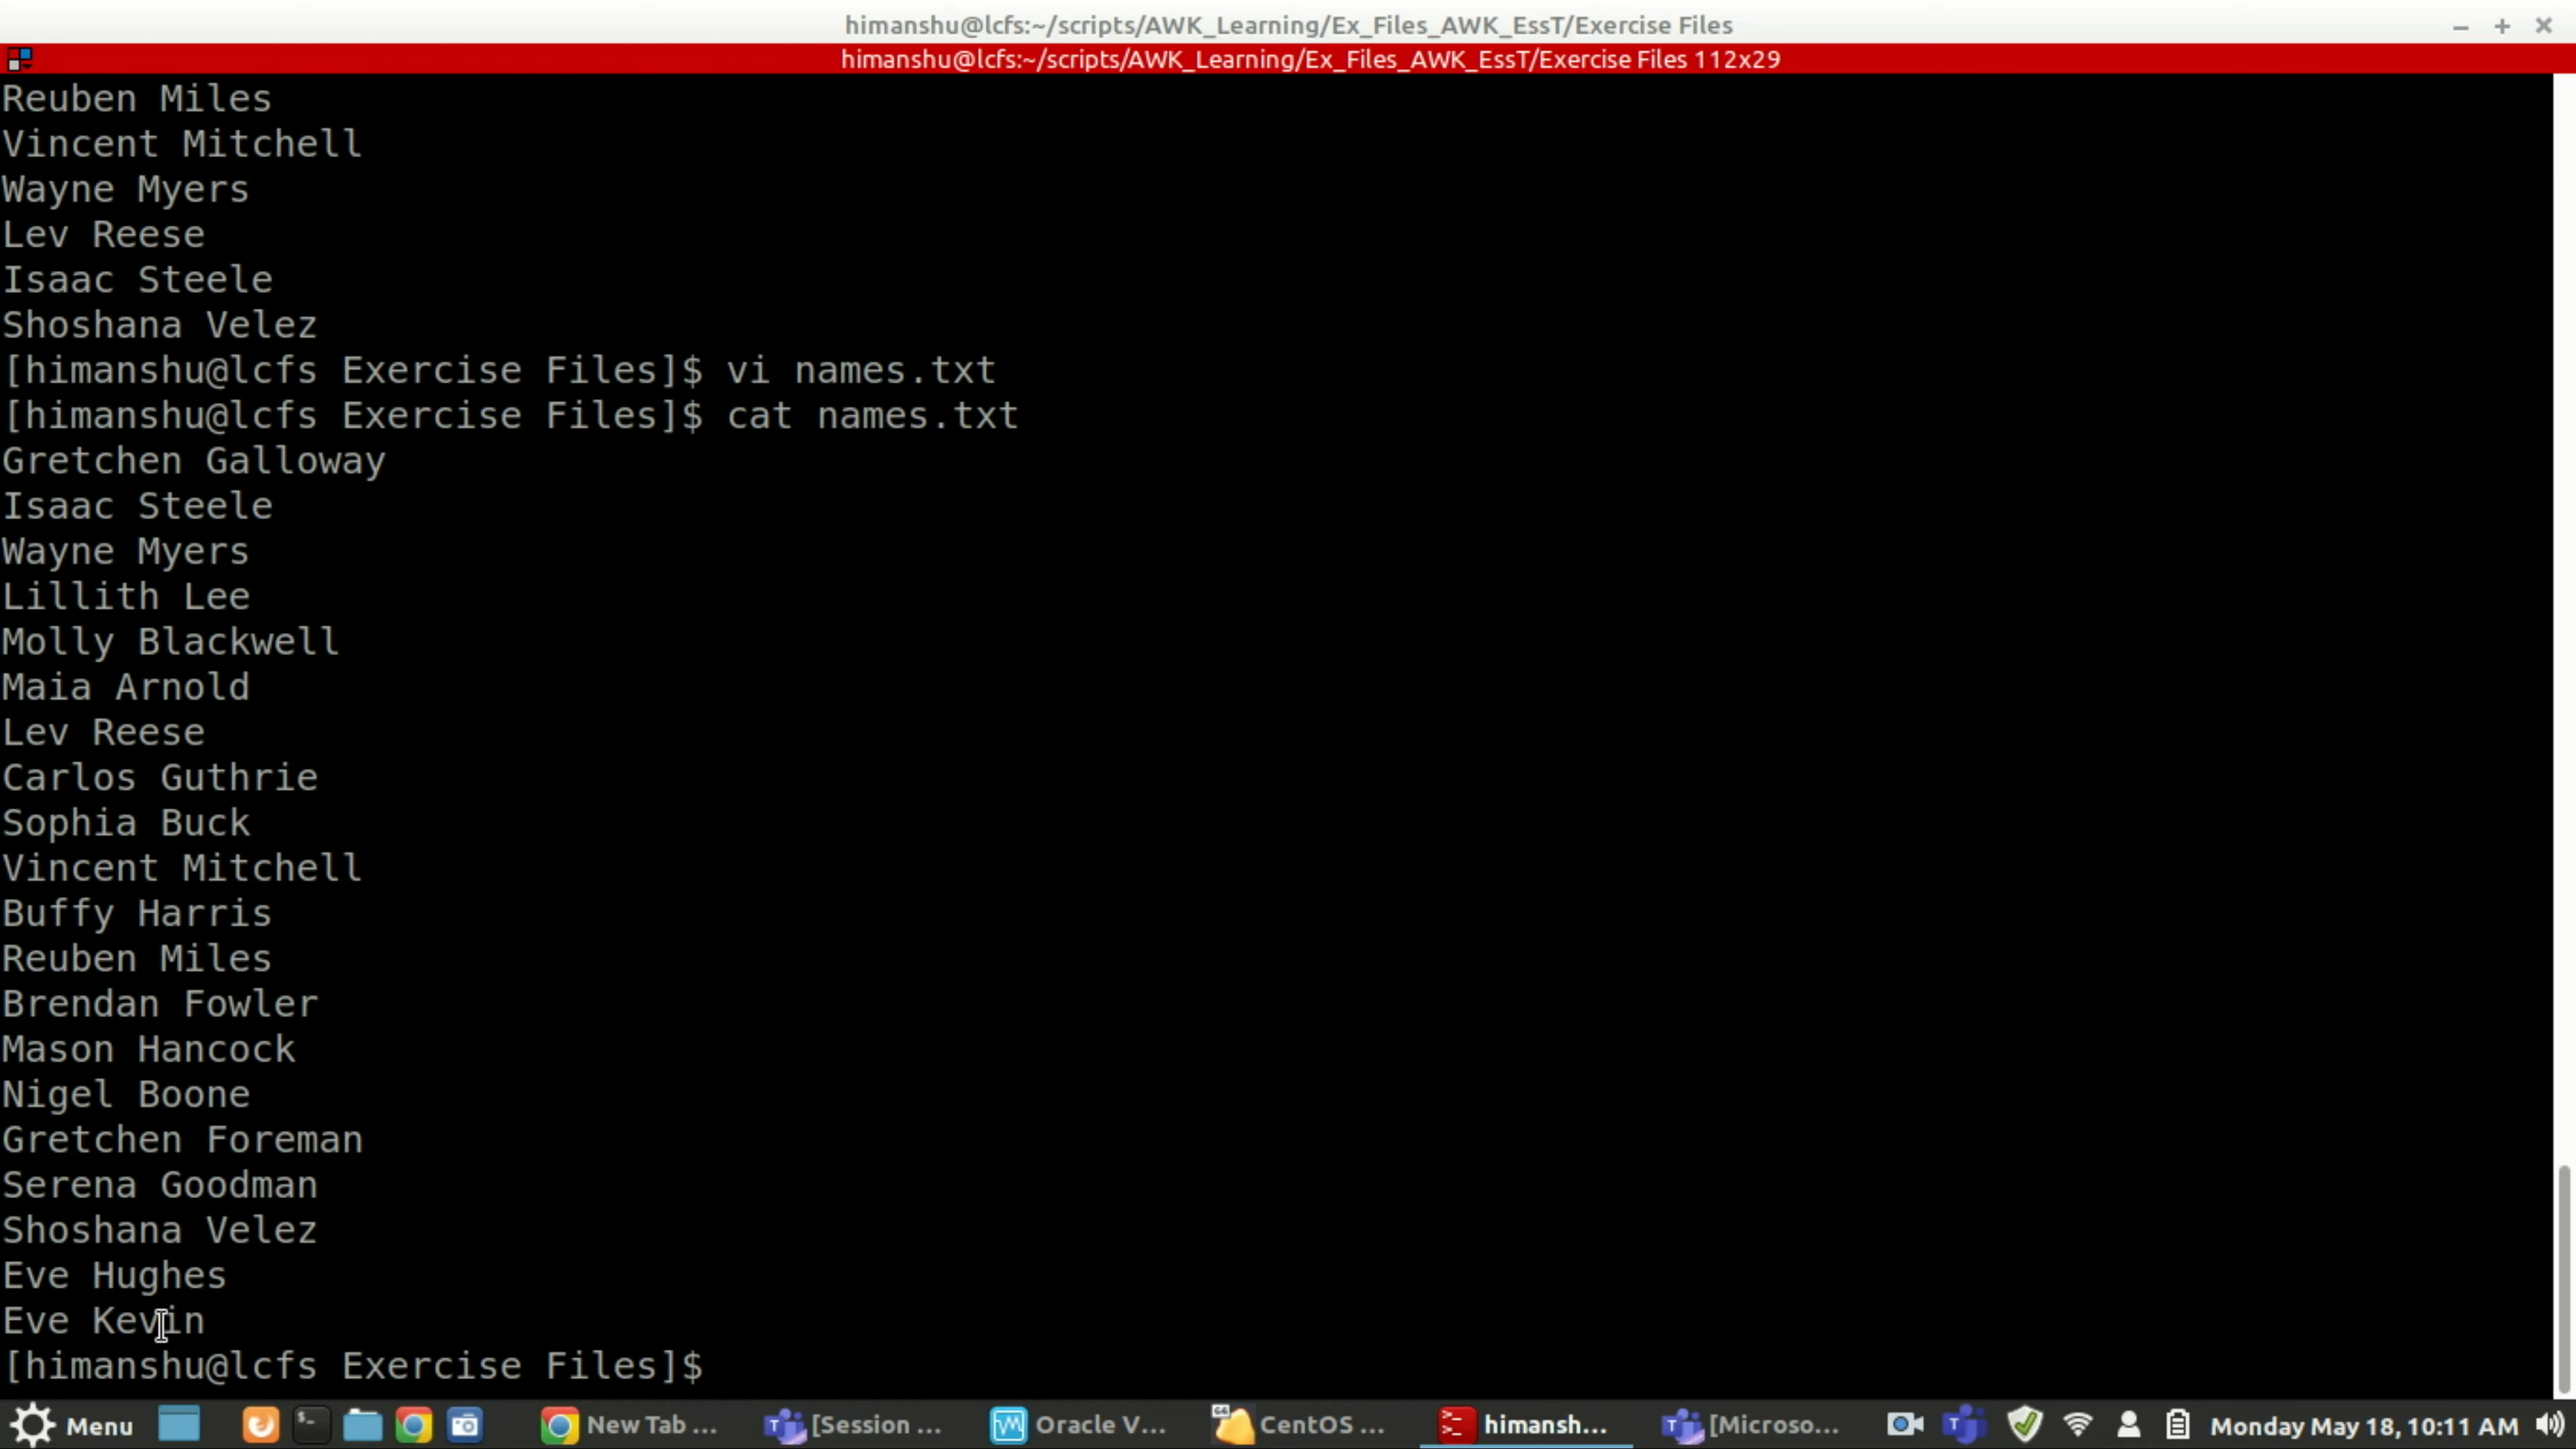 himanshu@lcfs:~/scripts/AWK_Learning/Ex_Files_AWK_EssT/Exercise Files
himanshu@lcfs:~/scripts/AWK_Learning/Ex_Files_AWK_EssT/Exercise Files 112x29
Reuben Miles
Vincent Mitchell
Wayne Myers
Lev Reese
Isaac Steele
Shoshana Velez
[himanshu@lcfs Exercise Files]$ vi names.txt
[himanshu@lcfs Exercise Files]$ cat names.txt
Gretchen Galloway
Isaac Steele
Wayne Myers
Lillith Lee
Molly Blackwell
Maia Arnold
Lev Reese
Carlos Guthrie
Sophia Buck
Vincent Mitchell
Buffy Harris
Reuben Miles
Brendan Fowler
Mason Hancock
Nigel Boone
Gretchen Foreman
Serena Goodman
Shoshana Velez
Eve Hughes
Eve Kevin
[himanshu@lcfs Exercise Files]$
Menu New Tab ... [Session ... Oracle V... 64 CentOS ... himansh... [Microso... Monday May 18, 10:11 AM